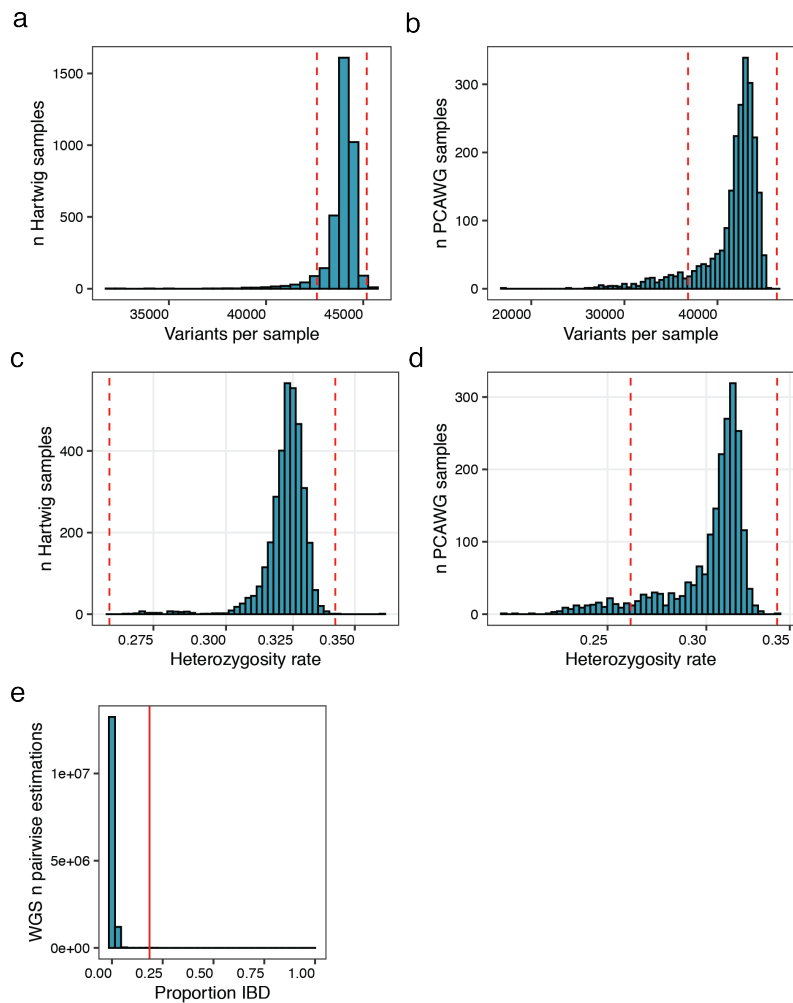 a
n Hartwig samples
1500
1000
500
0
35000 40000 45000
Variants per sample
b
n PCAWG samples
300
200
100
0
20000 30000 40000
Variants per sample
c
n Hartwig samples
400
200
0
0.275 0.300 0.325 0.350
Heterozygosity rate
d
n PCAWG samples
300
200
100
0
0.25 0.30 0.35
Heterozygosity rate
e
WGS n pairwise estimations
1e+07
5e+06
0e+00
0.00 0.25 0.50 0.75 1.00
Proportion IBD